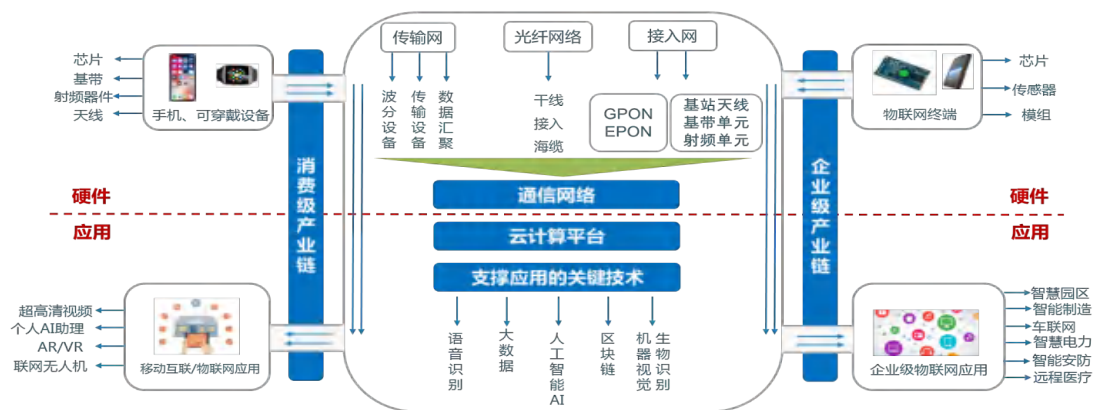 传输网
光纤网络
接入网
芯片
基带
射频器件
天线
手机、可穿戴设备
波分设备
传输设备
数据汇聚
干线
接入
海缆
GPON
EPON
基站天线
基带单元
射频单元
物联网终端
芯片
传感器
模组
消费级产业链
企业级产业链
通信网络
硬件
硬件
应用
应用
云计算平台
支撑应用的关键技术
超高清视频
个人AI助理
AR/VR
联网无人机
移动互联/物联网应用
语音识别
大数据
人工智能AI
区块链
机器视觉
生物识别
企业级物联网应用
智慧园区
智能制造
车联网
智慧电力
智能安防
远程医疗